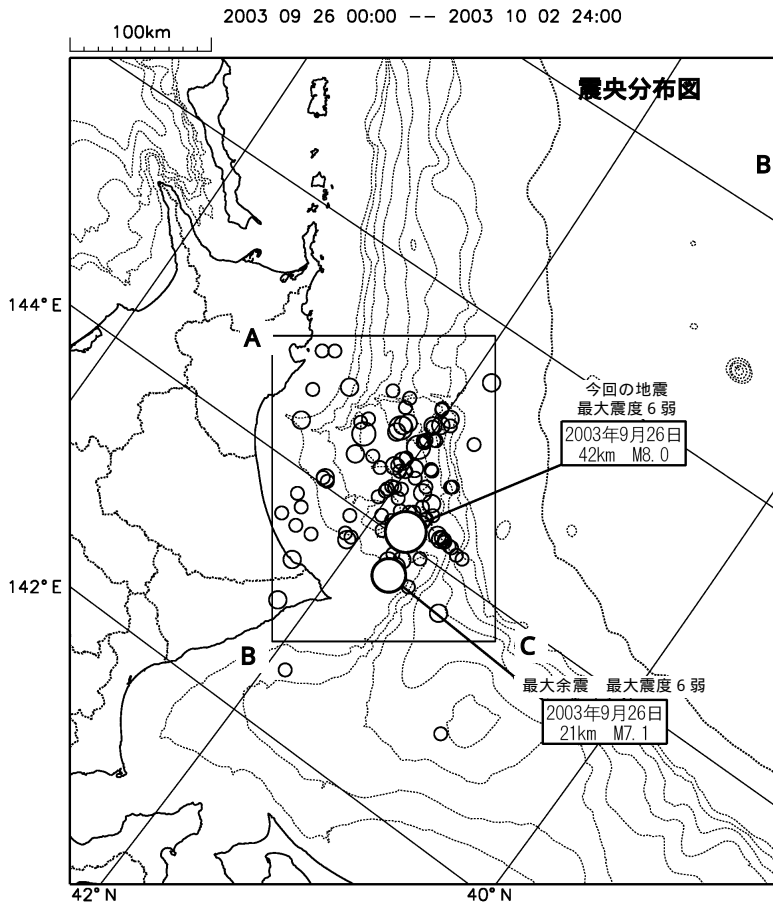 2003 09 26 00:00 -- 2003 10 02 24:00
100km
震央分布図
B
144°E
A
今回の地震
最大震度6弱
2003年9月26日
42km M8.0
142°E
B
C
最大余震 最大震度6弱
2003年9月26日
21km M7.1
42°N
40°N